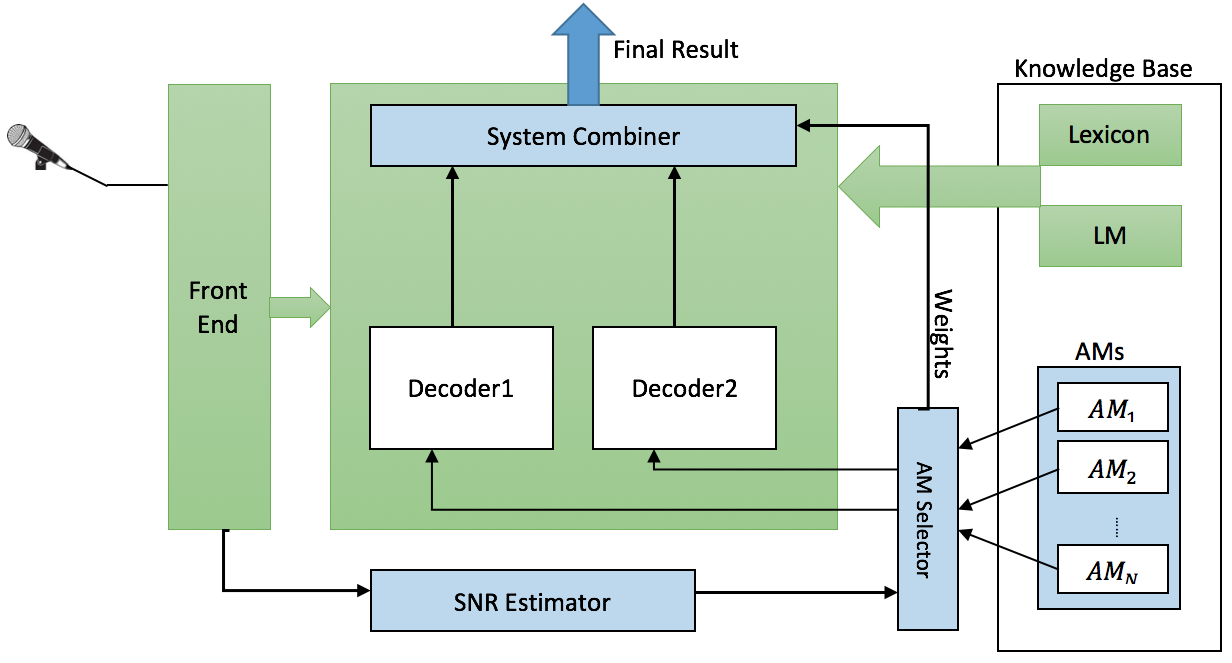 Final Result
Knowledge Base
System Combiner
Lexicon
LM
Front
End
Weights
Decoder1
Decoder2
AMs
AM₁
AM₂
⋮
AM_N
AM Selector
SNR Estimator